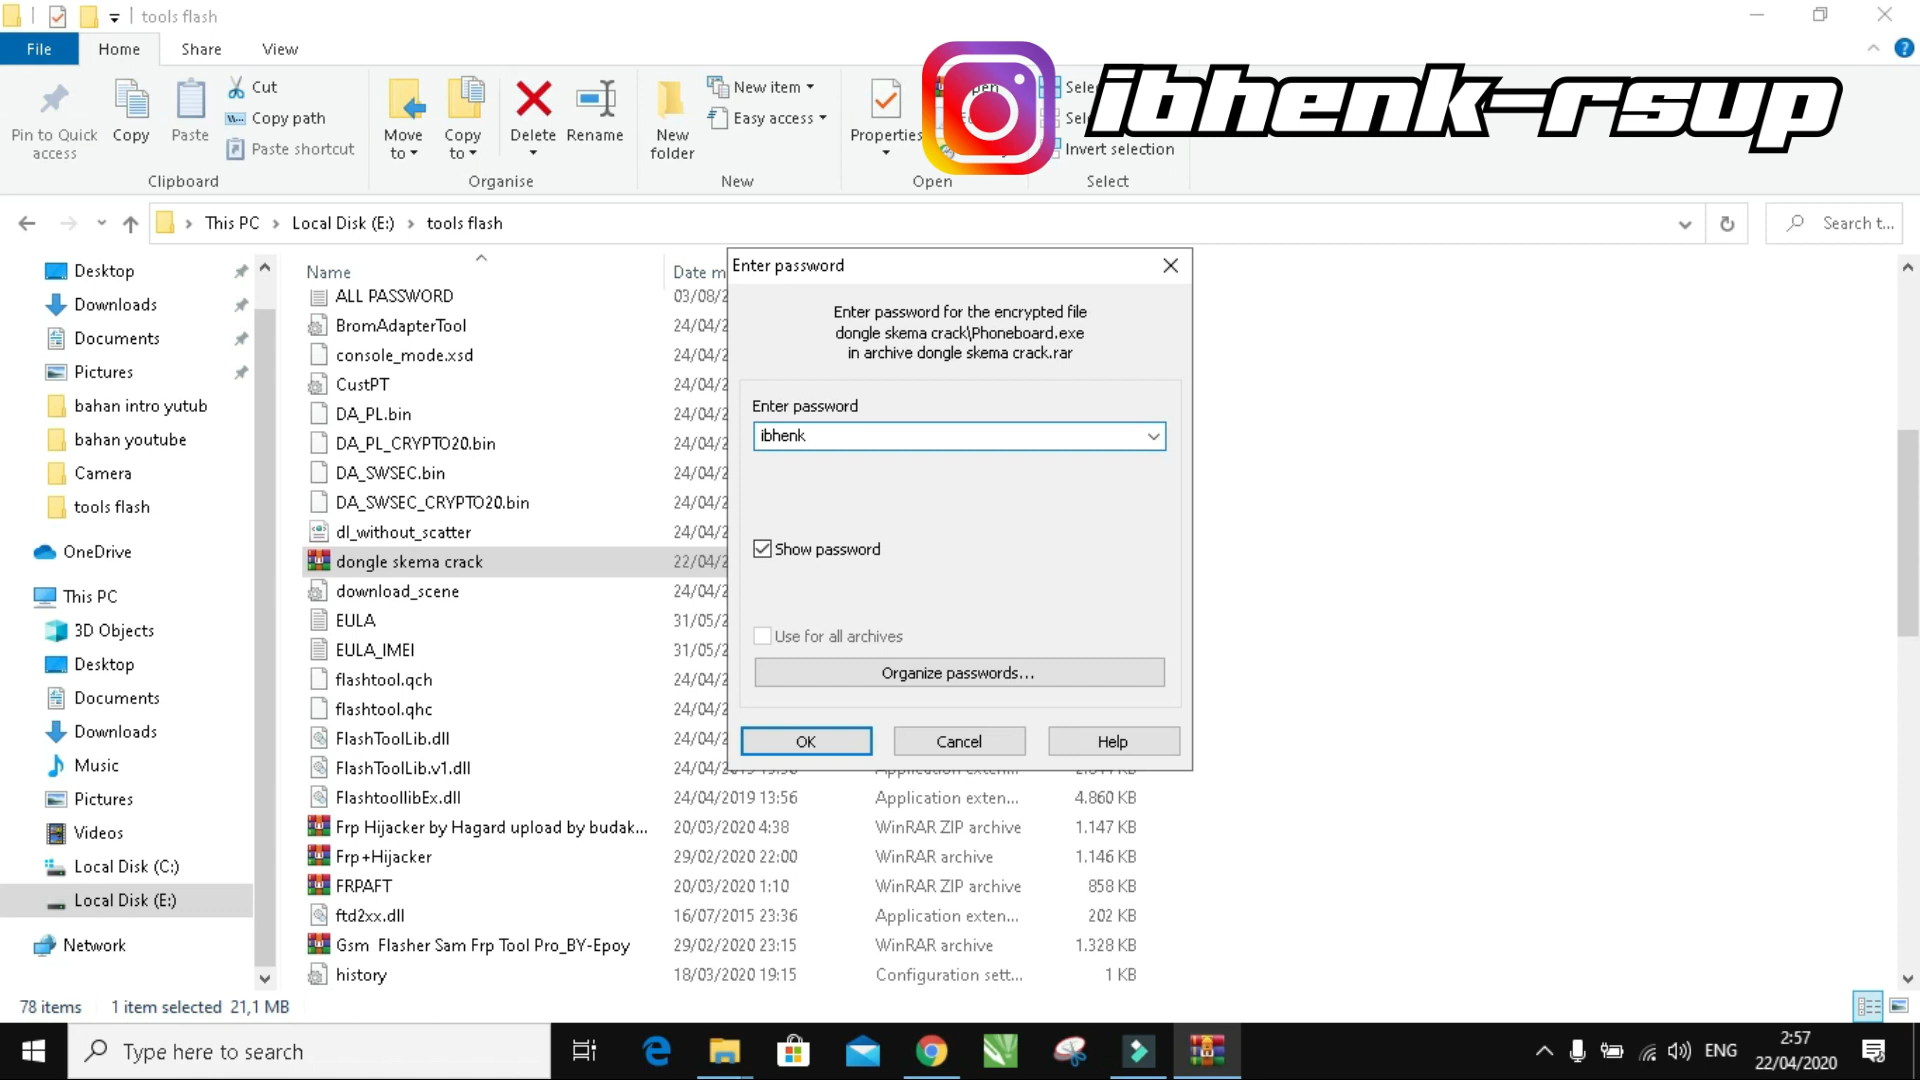 tools flash
File
Home
Share
View
ibhenk-rsup
Pin to Quick
access
Copy
Paste
Cut
Copy path
Paste shortcut
Clipboard
Move
to
Copy
to
Delete
Rename
Organise
New
folder
New item
Easy access
New
Properties
Open
Invert selection
Select
This PC
Local Disk (E:)
tools flash
Search t...
Desktop
Downloads
Documents
Pictures
bahan intro yutub
bahan youtube
Camera
tools flash
OneDrive
This PC
3D Objects
Desktop
Documents
Downloads
Music
Pictures
Videos
Local Disk (C:)
Local Disk (E:)
Network
Name
Date m
ALL PASSWORD 03/08/2
BromAdapterTool 24/04/2
console_mode.xsd 24/04/2
CustPT 24/04/2
DA_PL.bin 24/04/2
DA_PL_CRYPTO20.bin 24/04/2
DA_SWSEC.bin 24/04/2
DA_SWSEC_CRYPTO20.bin 24/04/2
dl_without_scatter 24/04/2
dongle skema crack 22/04/2
download_scene 24/04/2
EULA 31/05/2
EULA_IMEI 31/05/2
flashtool.qch 24/04/2
flashtool.qhc 24/04/2
FlashToolLib.dll 24/04/2
FlashToolLib.v1.dll
FlashtoollibEx.dll 24/04/2019 13:56 Application exten... 4.860 KB
Frp Hijacker by Hagard upload by budak... 20/03/2020 4:38 WinRAR ZIP archive 1.147 KB
Frp+Hijacker 29/02/2020 22:00 WinRAR archive 1.146 KB
FRPAFT 20/03/2020 1:10 WinRAR ZIP archive 858 KB
ftd2xx.dll 16/07/2015 23:36 Application exten... 202 KB
Gsm Flasher Sam Frp Tool Pro_BY-Epoy 29/02/2020 23:15 WinRAR archive 1.328 KB
history 18/03/2020 19:15 Configuration sett... 1 KB
Enter password
Enter password for the encrypted file
dongle skema crack\Phoneboard.exe
in archive dongle skema crack.rar
Enter password
ibhenk
Show password
Use for all archives
Organize passwords...
OK
Cancel
Help
78 items
1 item selected 21,1 MB
Type here to search
ENG
2:57
22/04/2020